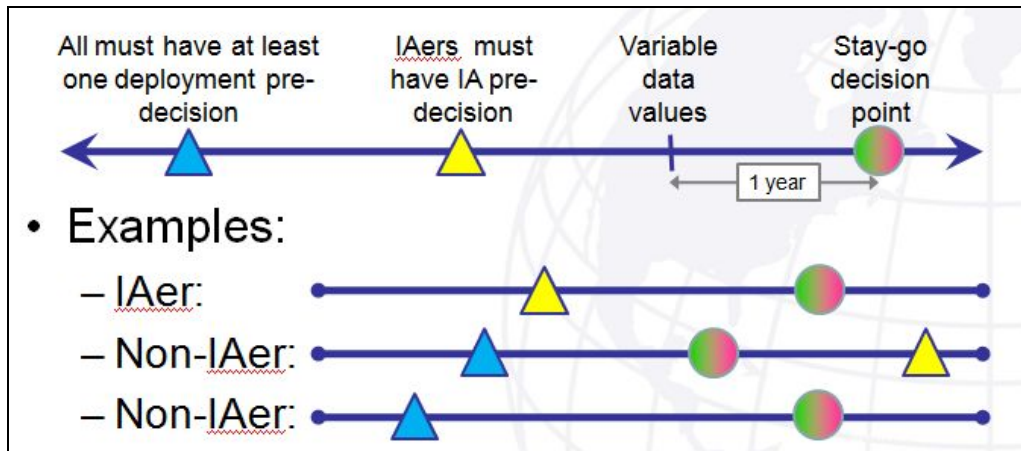 All must have at least
one deployment pre-
decision
IAers must
have IA pre-
decision
Variable
data
values
Stay-go
decision
point
1 year
• Examples:
– IAer:
– Non-IAer:
– Non-IAer: